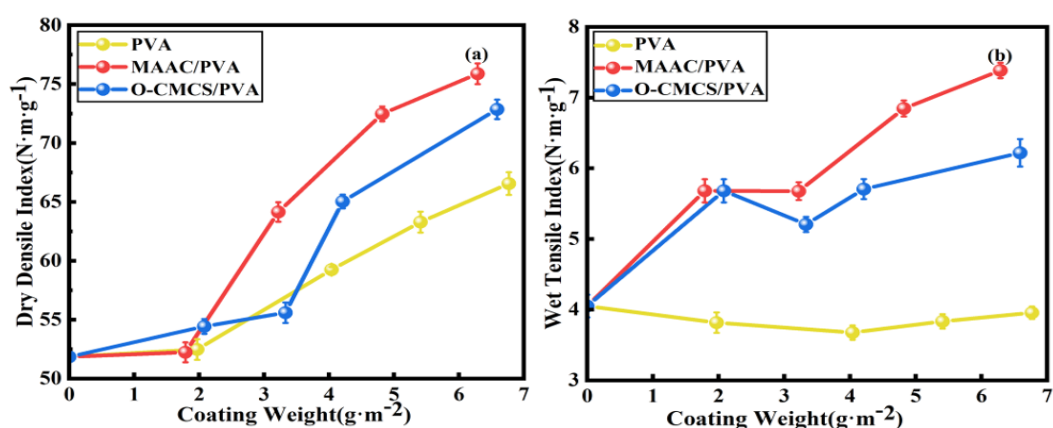 80
75
70
65
60
55
50
Dry Densile Index(N·m·g⁻¹)
PVA
MAAC/PVA
O-CMCS/PVA
(a)
0 1 2 3 4 5 6 7
Coating Weight(g·m⁻²)
8
7
6
5
4
3
Wet Tensile Index(N·m·g⁻¹)
PVA
MAAC/PVA
O-CMCS/PVA
(b)
0 1 2 3 4 5 6 7
Coating Weight(g·m⁻²)